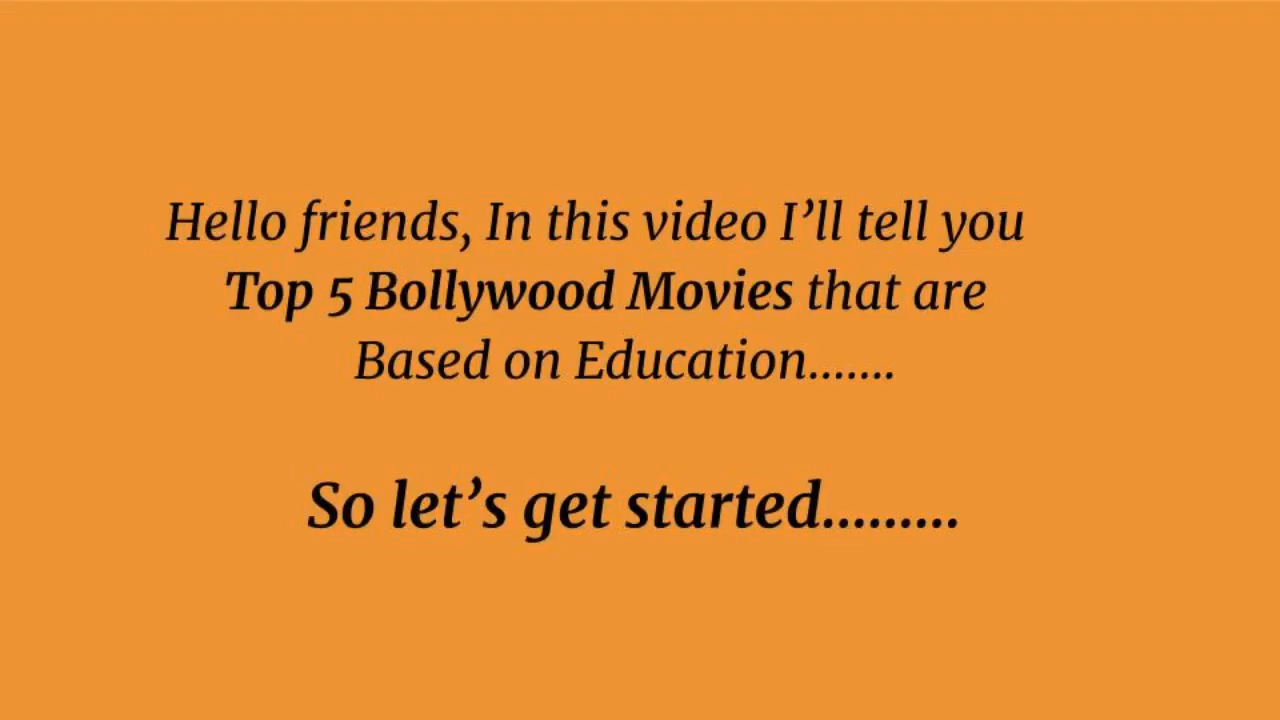 Hello friends, In this video I’ll tell you
Top 5 Bollywood Movies that are
Based on Education.......
So let’s get started.........